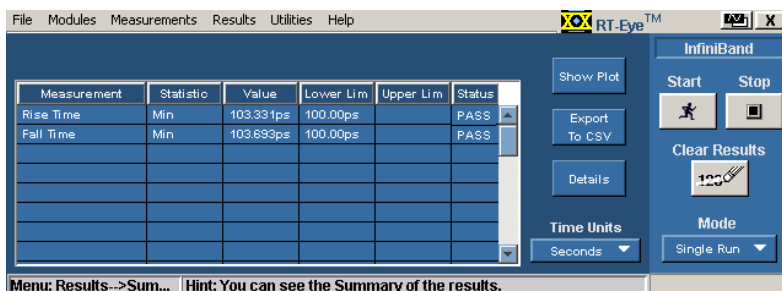 File Modules Measurements Results Utilities Help RT-Eye™ X
InfiniBand
Show Plot
Start Stop
Measurement Statistic Value Lower Lim Upper Lim Status
Rise Time Min 103.331ps 100.00ps PASS
Fall Time Min 103.693ps 100.00ps PASS
Export
To CSV
Clear Results
123
Details
Time Units
Seconds
Mode
Single Run
Menu: Results-->Sum... Hint: You can see the Summary of the results.